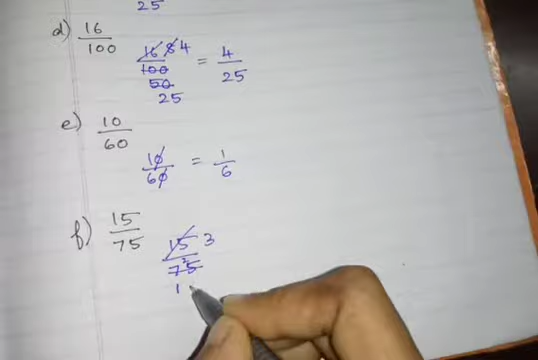 25
d) 16/100 16 8 4 / 100 50 25 = 4/25
e) 10/60 10/60 = 1/6
f) 15/75 15 3 / 75 1